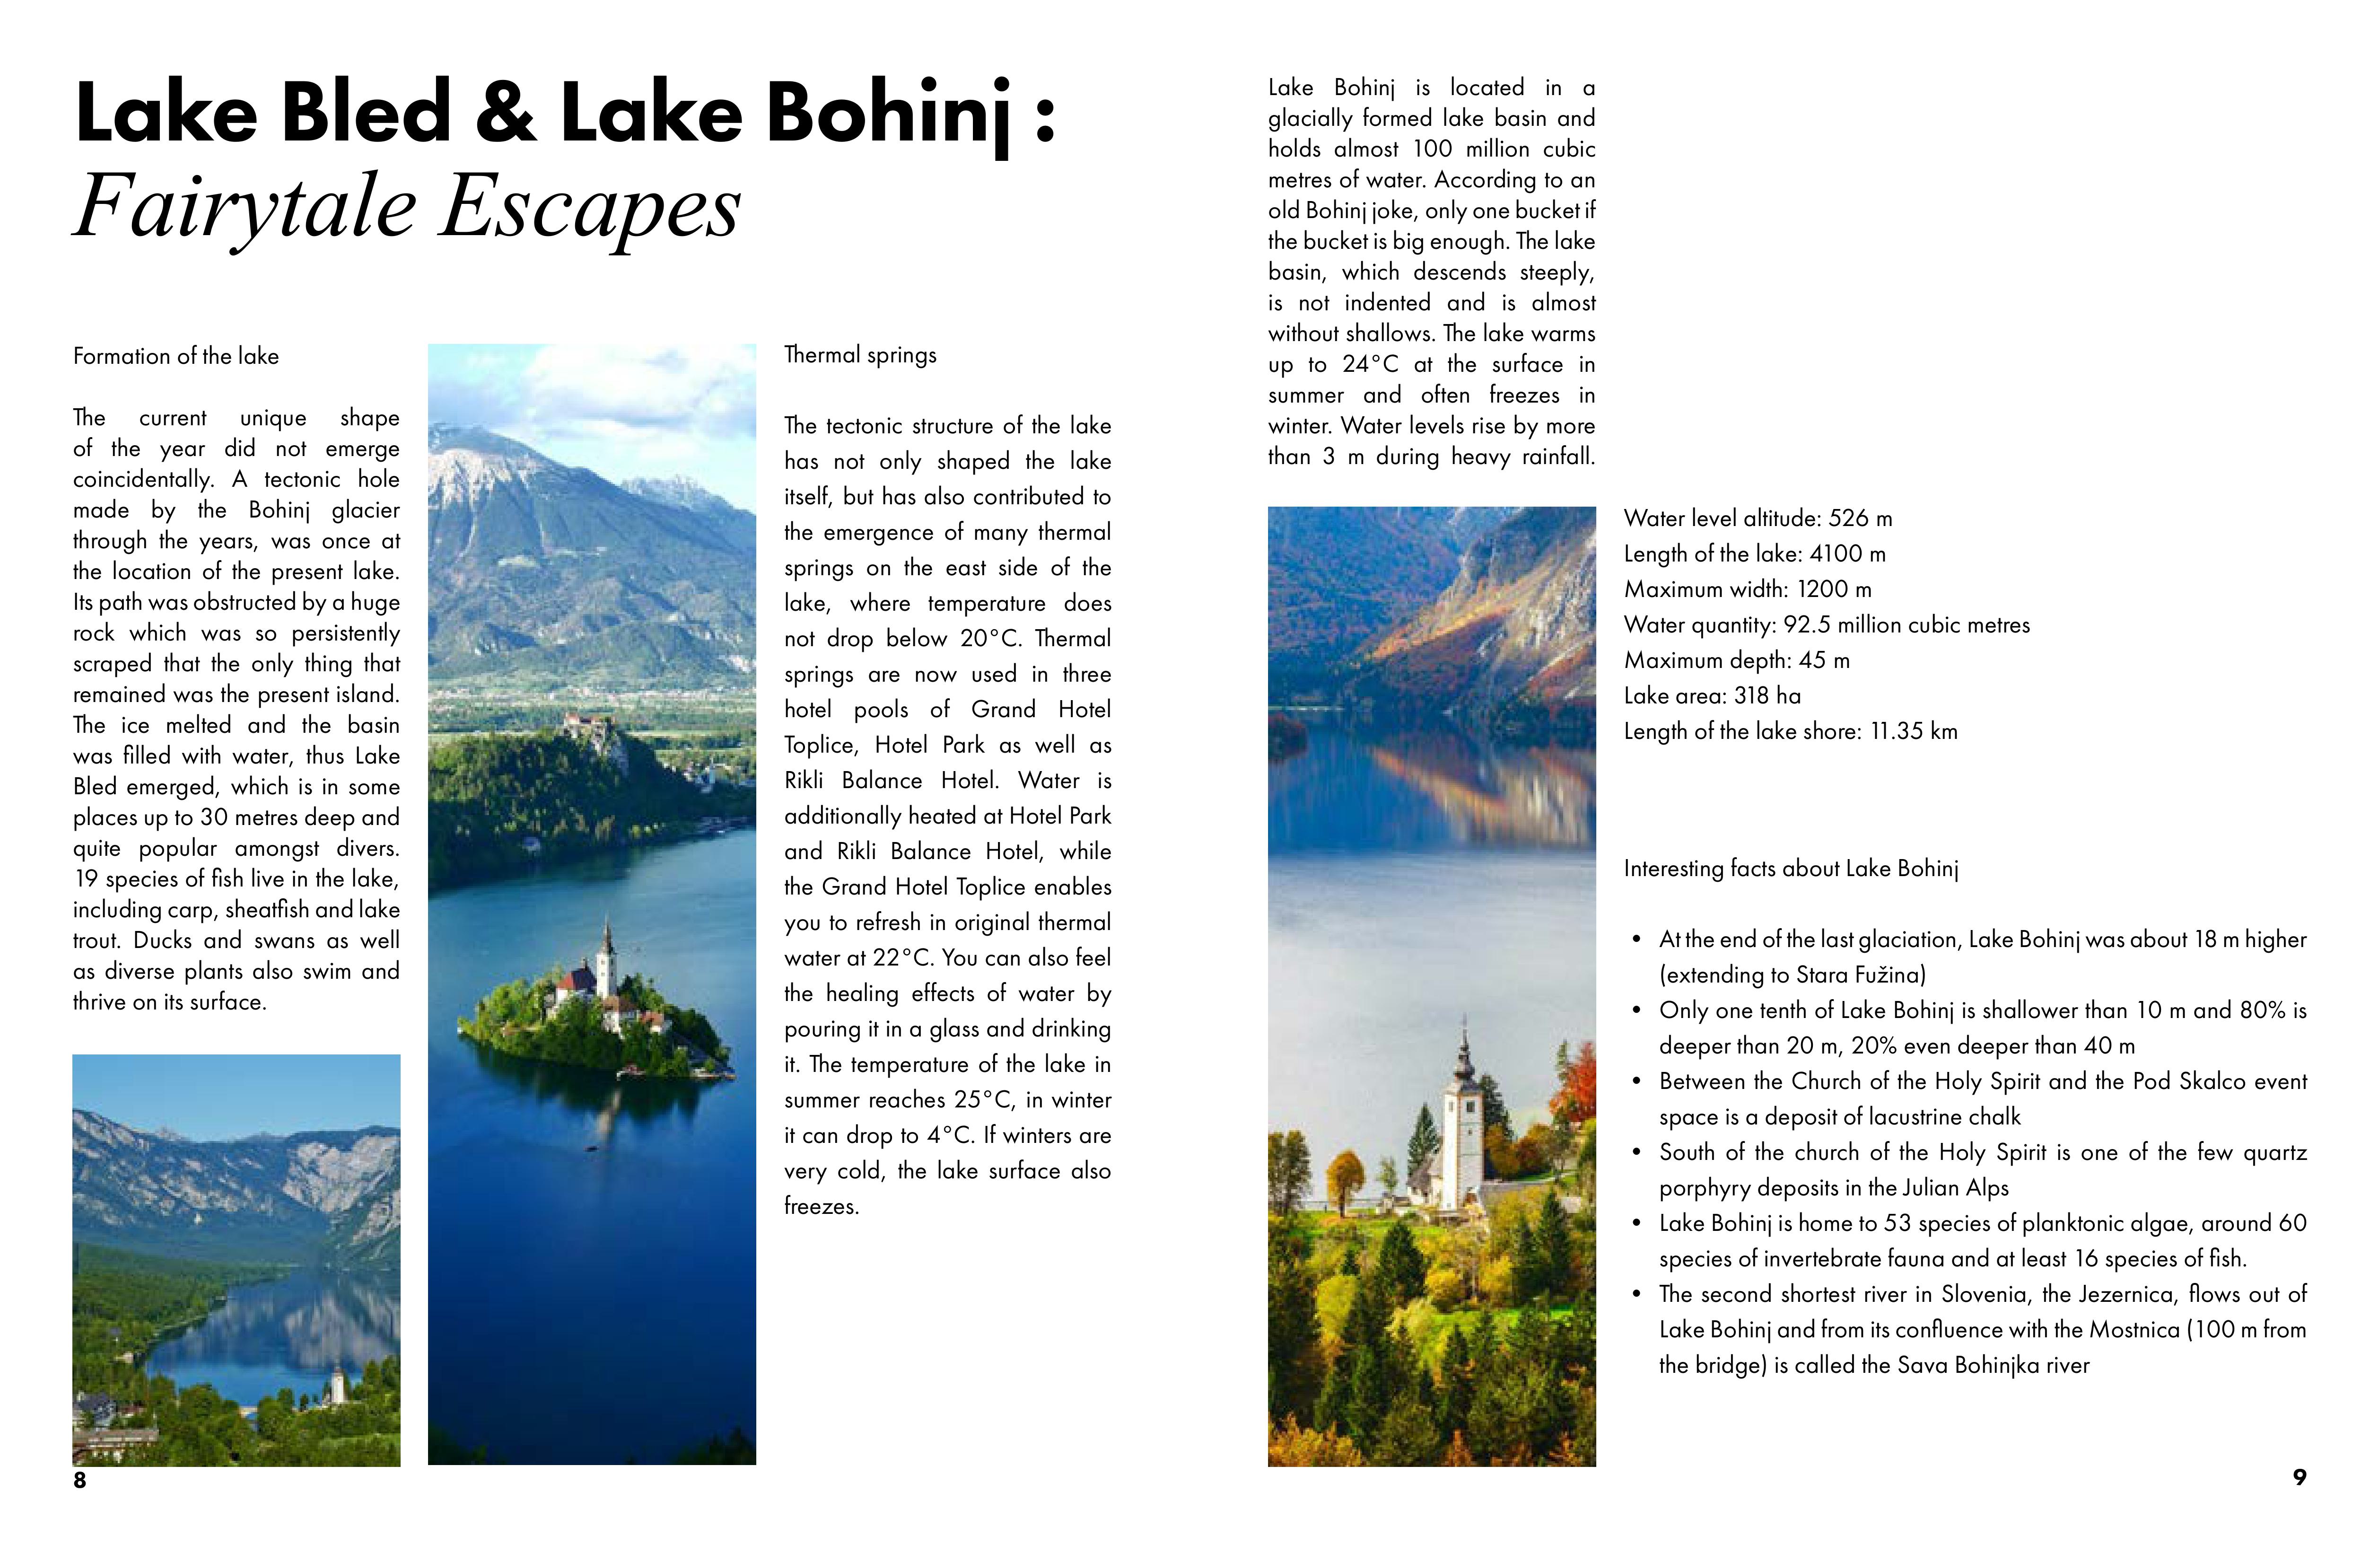 Lake Bled & Lake Bohinj :
Fairytale Escapes
Formation of the lake
The current unique shape
of the year did not emerge
coincidentally. A tectonic hole
made by the Bohinj glacier
through the years, was once at
the location of the present lake.
Its path was obstructed by a huge
rock which was so persistently
scraped that the only thing that
remained was the present island.
The ice melted and the basin
was filled with water, thus Lake
Bled emerged, which is in some
places up to 30 metres deep and
quite popular amongst divers.
19 species of fish live in the lake,
including carp, sheatfish and lake
trout. Ducks and swans as well
as diverse plants also swim and
thrive on its surface.
Thermal springs
The tectonic structure of the lake
has not only shaped the lake
itself, but has also contributed to
the emergence of many thermal
springs on the east side of the
lake, where temperature does
not drop below 20°C. Thermal
springs are now used in three
hotel pools of Grand Hotel
Toplice, Hotel Park as well as
Rikli Balance Hotel. Water is
additionally heated at Hotel Park
and Rikli Balance Hotel, while
the Grand Hotel Toplice enables
you to refresh in original thermal
water at 22°C. You can also feel
the healing effects of water by
pouring it in a glass and drinking
it. The temperature of the lake in
summer reaches 25°C, in winter
it can drop to 4°C. If winters are
very cold, the lake surface also
freezes.
8
Lake Bohinj is located in a
glacially formed lake basin and
holds almost 100 million cubic
metres of water. According to an
old Bohinj joke, only one bucket if
the bucket is big enough. The lake
basin, which descends steeply,
is not indented and is almost
without shallows. The lake warms
up to 24°C at the surface in
summer and often freezes in
winter. Water levels rise by more
than 3 m during heavy rainfall.
Water level altitude: 526 m
Length of the lake: 4100 m
Maximum width: 1200 m
Water quantity: 92.5 million cubic metres
Maximum depth: 45 m
Lake area: 318 ha
Length of the lake shore: 11.35 km
Interesting facts about Lake Bohinj
• At the end of the last glaciation, Lake Bohinj was about 18 m higher
(extending to Stara Fužina)
• Only one tenth of Lake Bohinj is shallower than 10 m and 80% is
deeper than 20 m, 20% even deeper than 40 m
• Between the Church of the Holy Spirit and the Pod Skalco event
space is a deposit of lacustrine chalk
• South of the church of the Holy Spirit is one of the few quartz
porphyry deposits in the Julian Alps
• Lake Bohinj is home to 53 species of planktonic algae, around 60
species of invertebrate fauna and at least 16 species of fish.
• The second shortest river in Slovenia, the Jezernica, flows out of
Lake Bohinj and from its confluence with the Mostnica (100 m from
the bridge) is called the Sava Bohinjka river
9